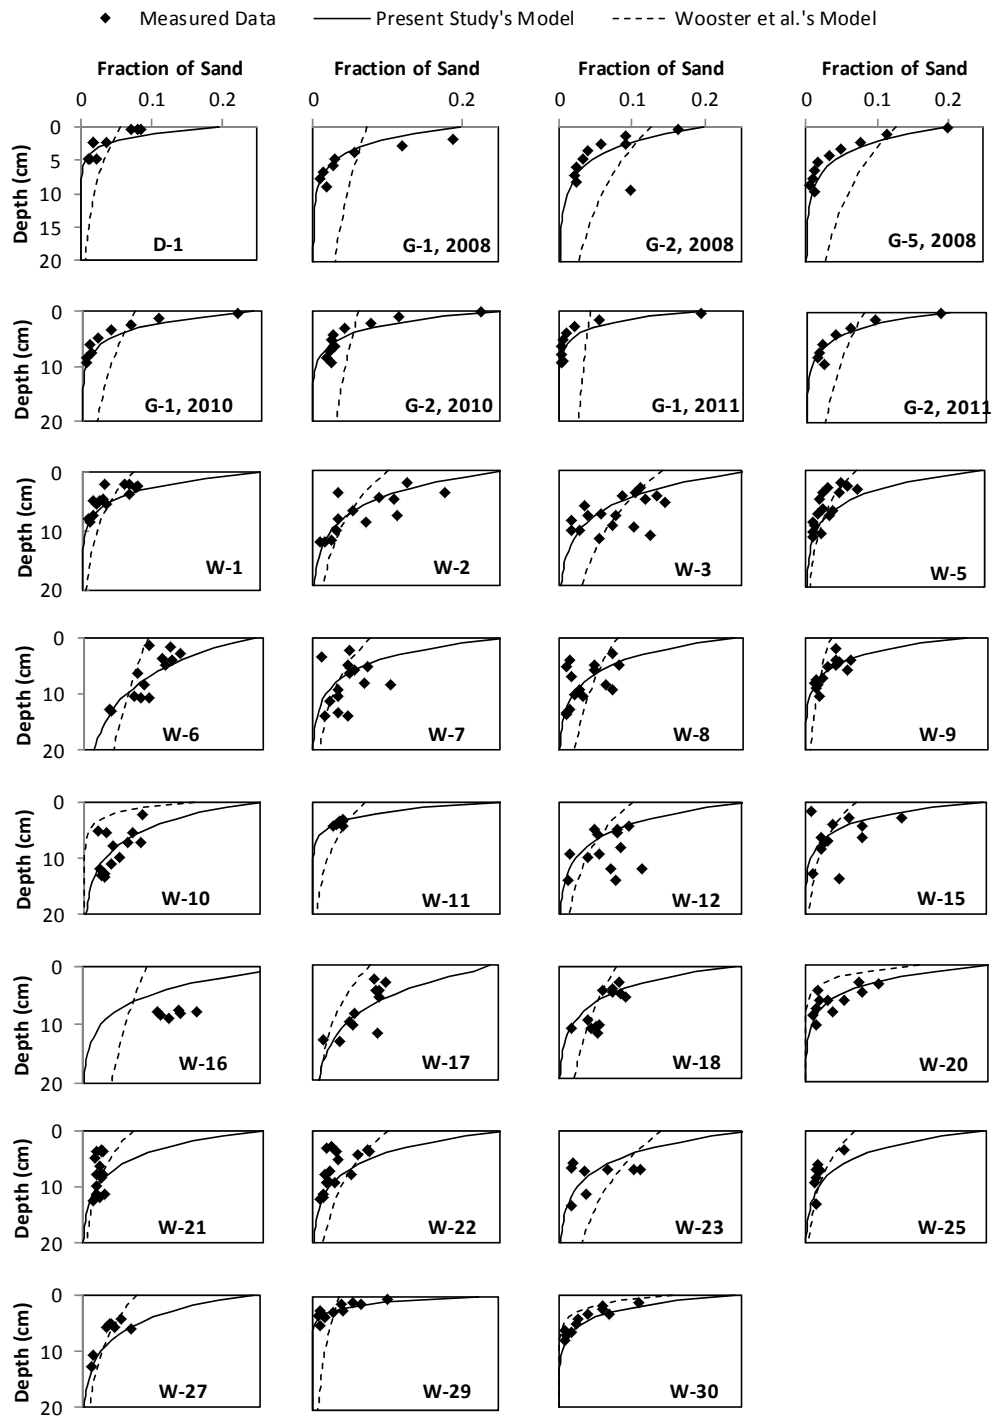 Measured Data Present Study's Model Wooster et al.'s Model
Fraction of Sand Fraction of Sand Fraction of Sand Fraction of Sand
0 0.1 0.2 0 0.2 0 0.1 0.2 0 0.2
Depth (cm)
0
5
10
15
20
D-1 G-1, 2008 G-2, 2008 G-5, 2008
Depth (cm)
0
10
20
G-1, 2010 G-2, 2010 G-1, 2011 G-2, 2011
Depth (cm)
0
10
20
W-1 W-2 W-3 W-5
Depth (cm)
0
10
20
W-6 W-7 W-8 W-9
Depth (cm)
0
10
20
W-10 W-11 W-12 W-15
Depth (cm)
0
10
20
W-16 W-17 W-18 W-20
Depth (cm)
0
10
20
W-21 W-22 W-23 W-25
Depth (cm)
0
10
20
W-27 W-29 W-30